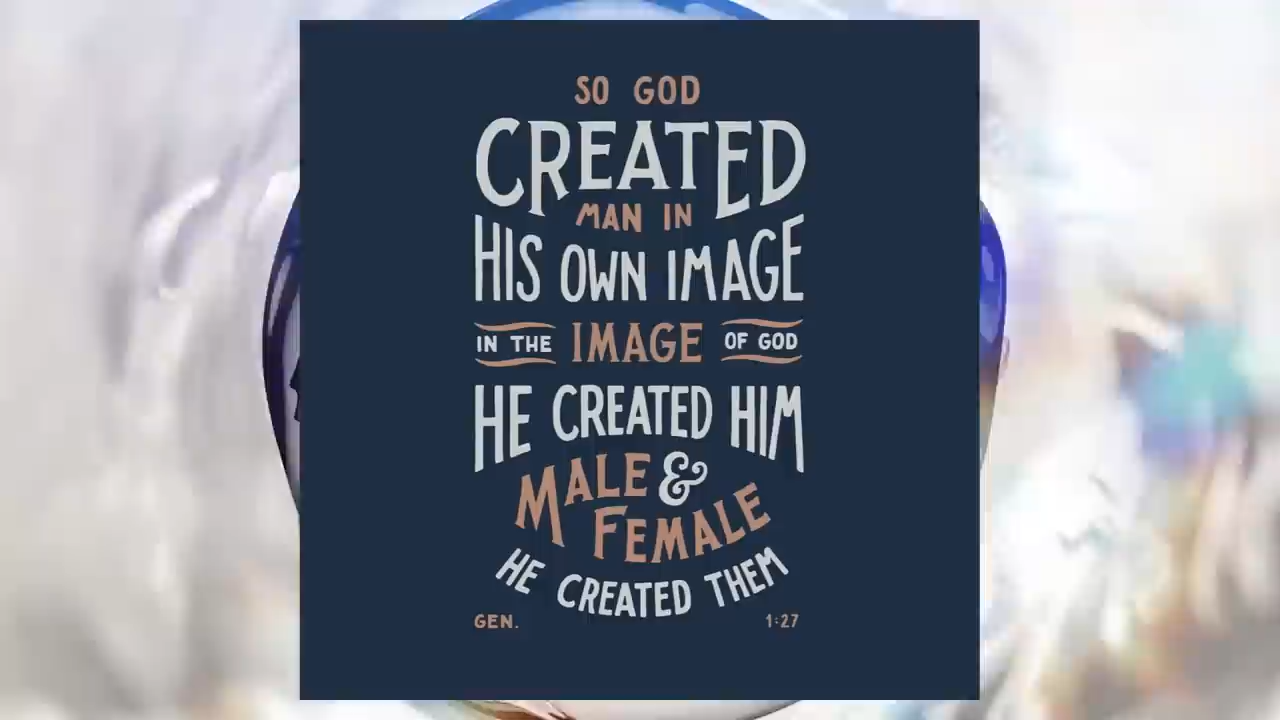 SO GOD
CREATED
MAN IN
HIS OWN IMAGE
IN THE IMAGE OF GOD
HE CREATED HIM
MALE &
FEMALE
HE CREATED THEM
GEN. 1:27